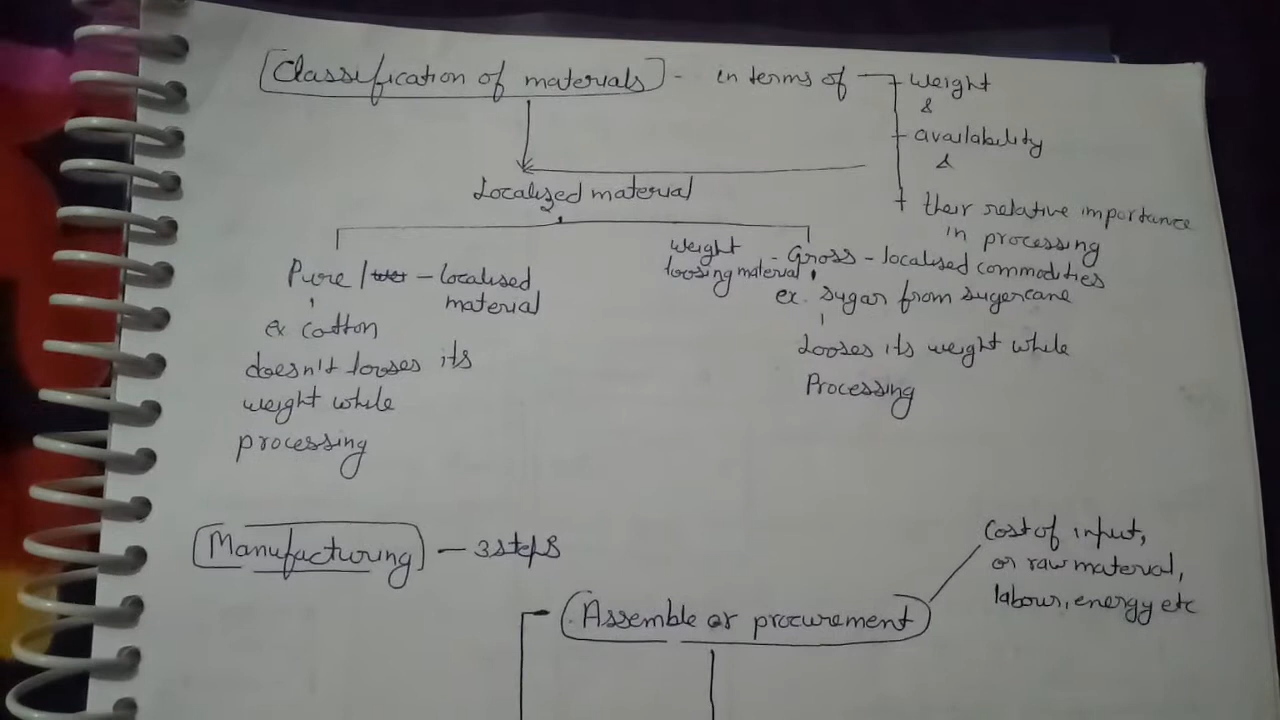 Classification of materials - in terms of weight
&
availability
&
their relative importance
in processing
Localized material
Pure / - localised
material
ex cotton
doesn't looses its
weight while
processing
weight
loosing material
- Gross - localised commodities
ex. sugar from sugercane
Looses its weight while
Processing
Manufacturing - 3 steps
Assemble or procurement
Cost of input,
or raw material,
labour, energy etc